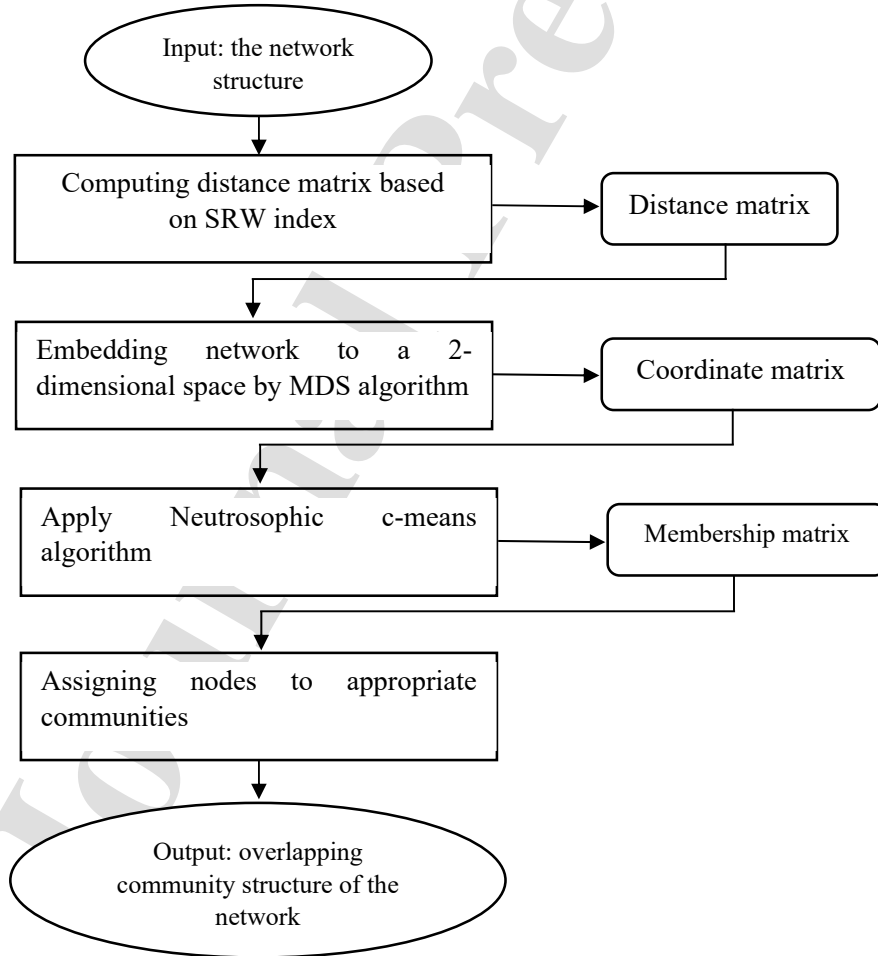 Input: the network
structure
Computing distance matrix based
on SRW index
Distance matrix
Embedding network to a 2-
dimensional space by MDS algorithm
Coordinate matrix
Apply Neutrosophic c-means
algorithm
Membership matrix
Assigning nodes to appropriate
communities
Output: overlapping
community structure of the
network
Journal Pre